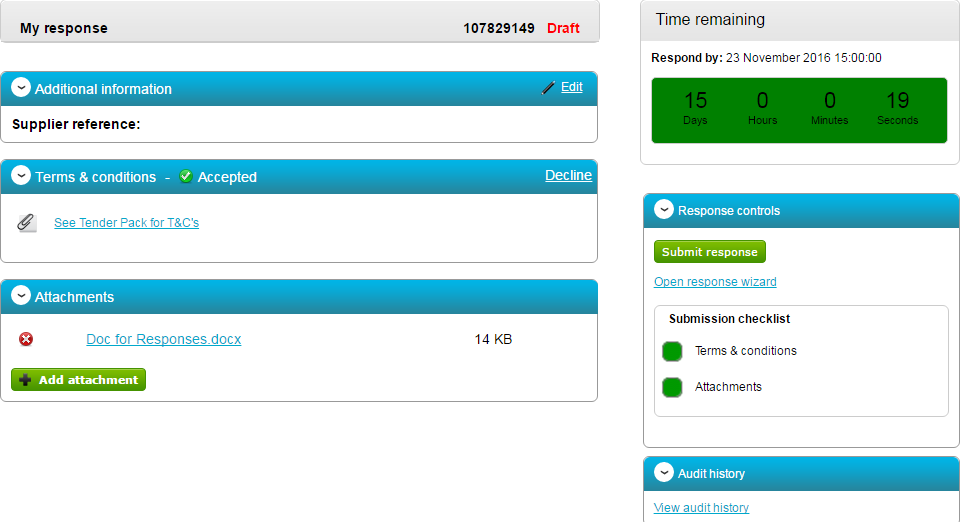 My response 107829149 Draft
Additional information Edit
Supplier reference:
Terms & conditions - Accepted Decline
See Tender Pack for T&C's
Attachments
Doc for Responses.docx 14 KB
Add attachment
Time remaining
Respond by: 23 November 2016 15:00:00
15 0 0 19
Days Hours Minutes Seconds
Response controls
Submit response
Open response wizard
Submission checklist
Terms & conditions
Attachments
Audit history
View audit history